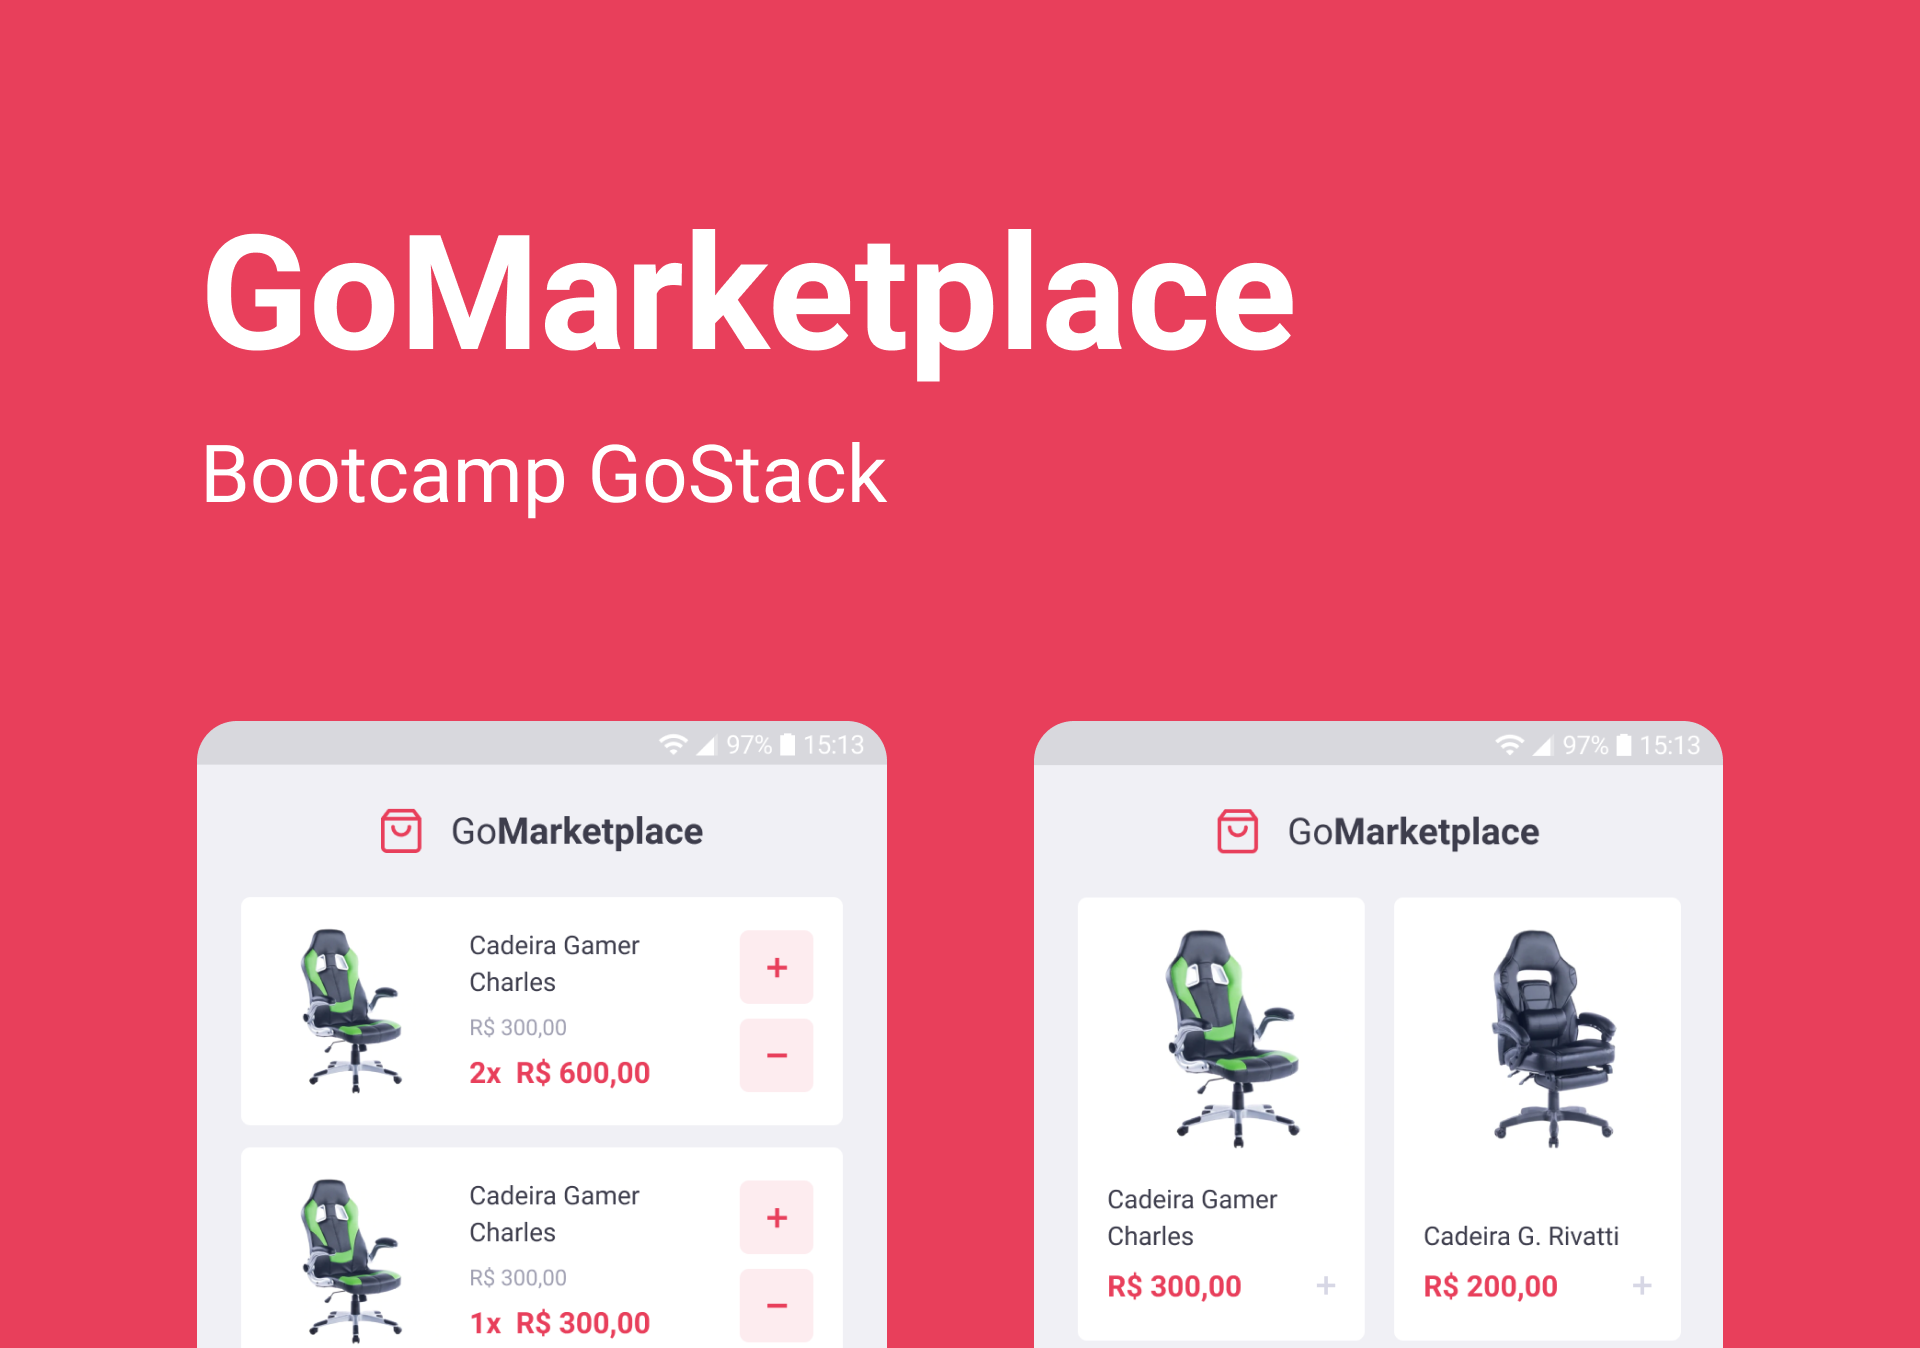 GoMarketplace
Bootcamp GoStack
97% 15:13
GoMarketplace
Cadeira Gamer
Charles
R$ 300,00
2x R$ 600,00
+
−
Cadeira Gamer
Charles
R$ 300,00
1x R$ 300,00
+
−
97% 15:13
GoMarketplace
Cadeira Gamer
Charles
R$ 300,00 +
Cadeira G. Rivatti
R$ 200,00 +